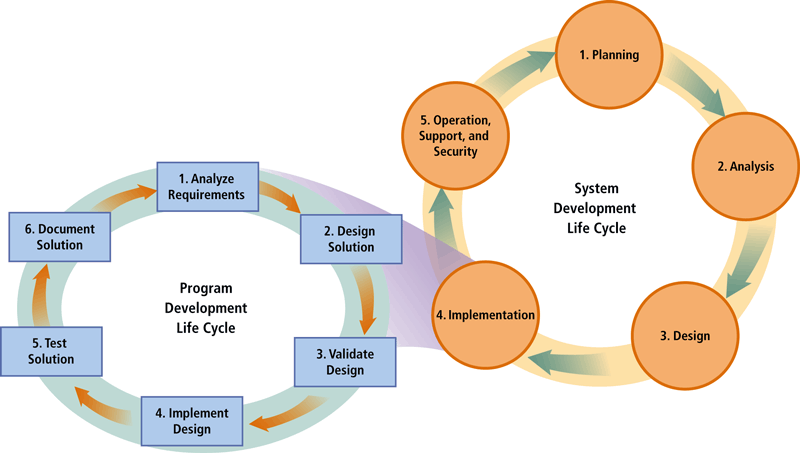 1. Planning
5. Operation,
Support, and
Security
2. Analysis
System
Development
Life Cycle
4. Implementation
3. Design
1. Analyze
Requirements
2. Design
Solution
6. Document
Solution
Program
Development
Life Cycle
3. Validate
Design
5. Test
Solution
4. Implement
Design